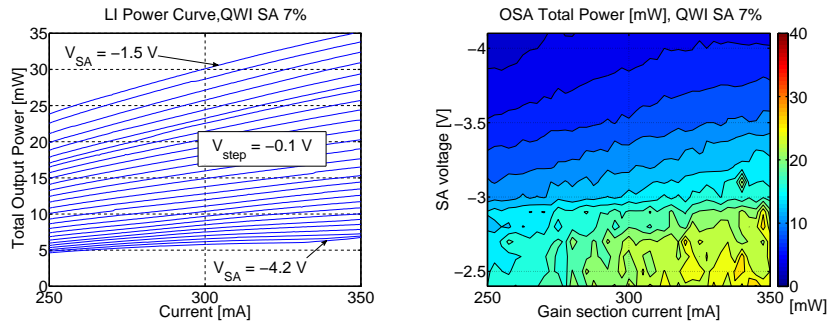 LI Power Curve,QWI SA 7%
Total Output Power [mW]
35
30
25
20
15
10
5
0
V_SA = −1.5 V
V_step = −0.1 V
V_SA = −4.2 V
250
300
350
Current [mA]
OSA Total Power [mW], QWI SA 7%
SA voltage [V]
−4
−3.5
−3
−2.5
250
300
350
Gain section current [mA]
40
30
20
10
0
[mW]